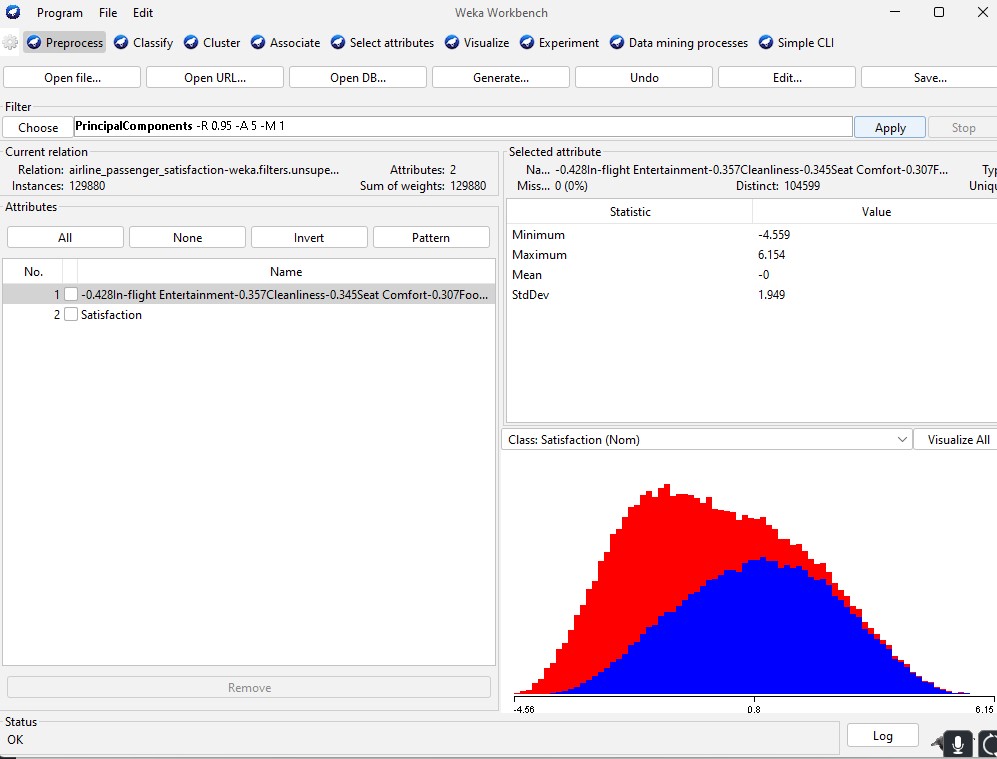 Program File Edit Weka Workbench
Preprocess Classify Cluster Associate Select attributes Visualize Experiment Data mining processes Simple CLI
Open file... Open URL... Open DB... Generate... Undo Edit... Save...
Filter
Choose PrincipalComponents -R 0.95 -A 5 -M 1 Apply Stop
Current relation
Relation: airline_passenger_satisfaction-weka.filters.unsupe... Attributes: 2
Instances: 129880 Sum of weights: 129880
Attributes
All None Invert Pattern
No. Name
1 -0.428In-flight Entertainment-0.357Cleanliness-0.345Seat Comfort-0.307Foo...
2 Satisfaction
Remove
Selected attribute
Na... -0.428In-flight Entertainment-0.357Cleanliness-0.345Seat Comfort-0.307F... Typ
Miss... 0 (0%) Distinct: 104599 Uniqu
Statistic Value
Minimum -4.559
Maximum 6.154
Mean -0
StdDev 1.949
Class: Satisfaction (Nom) Visualize All
-4.56 0.8 6.15
Status
OK Log